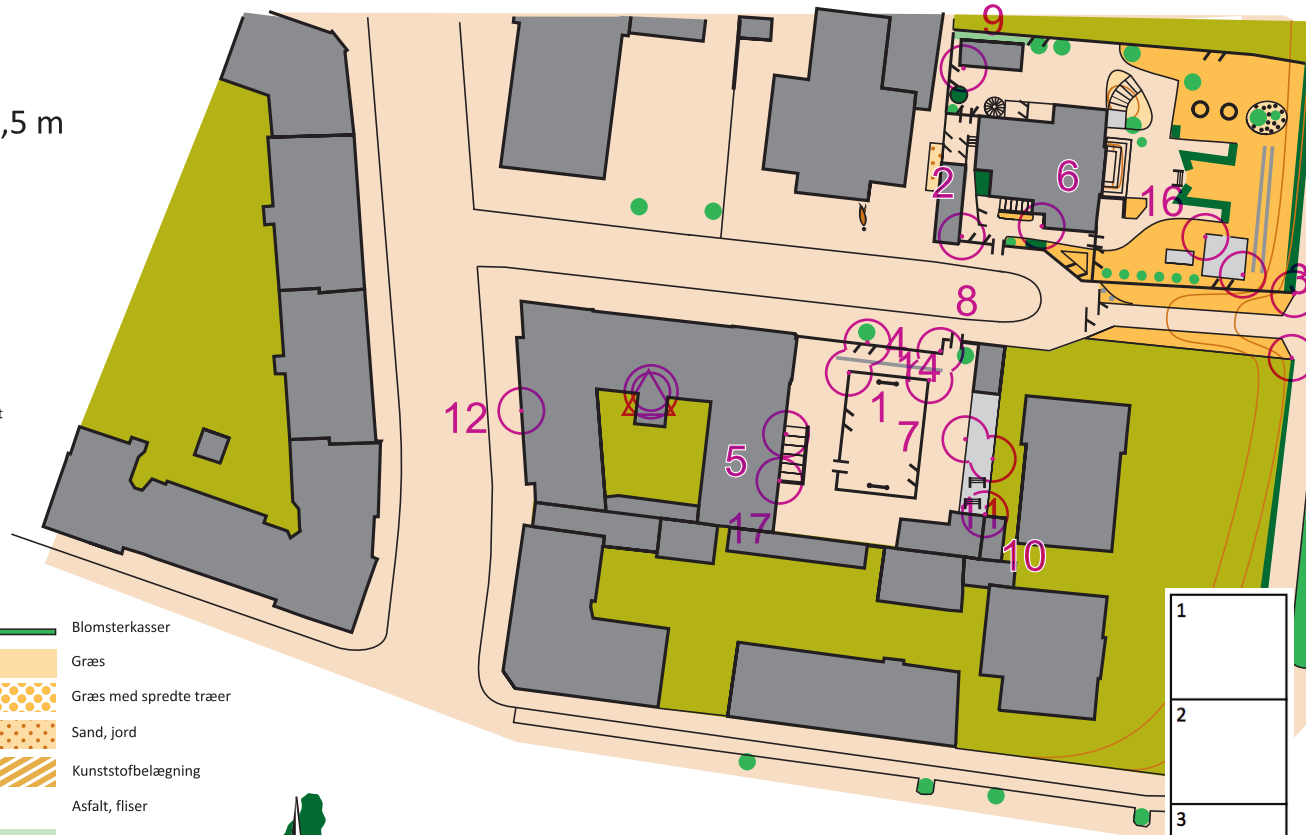 ,5 m
9
2
6
16
3
8
4
14
1
7
12
5
17
11
10
t
Blomsterkasser
Græs
Græs med spredte træer
Sand, jord
Kunststofbelægning
Asfalt, fliser
1
2
3